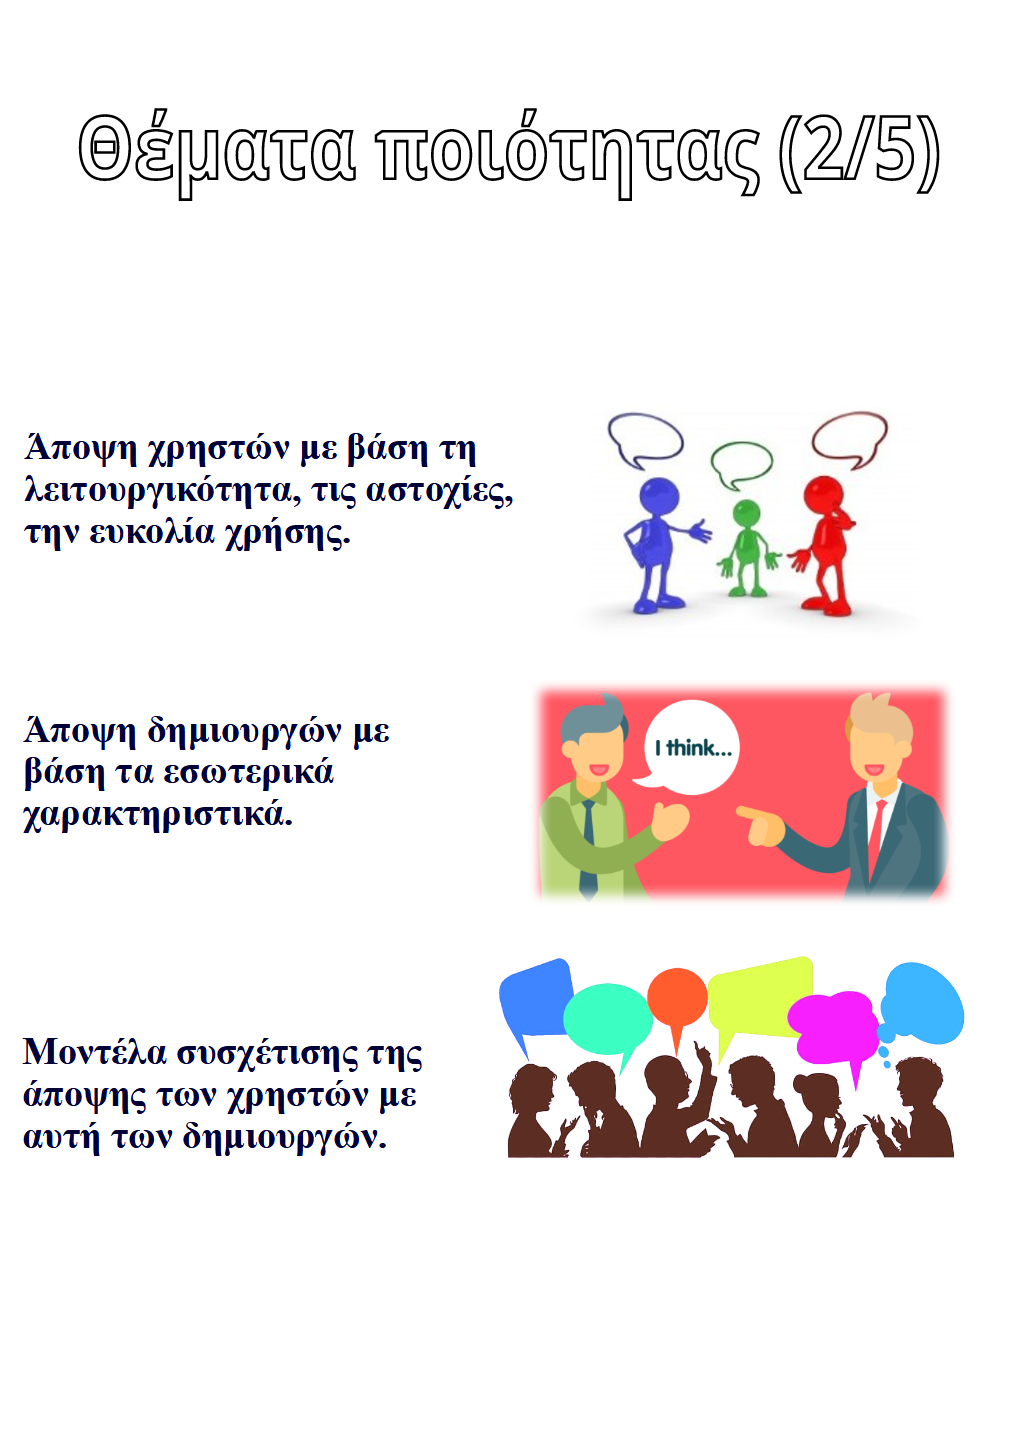 Θέματα ποιότητας (2/5)
Άποψη χρηστών με βάση τη
λειτουργικότητα, τις αστοχίες,
την ευκολία χρήσης.
Άποψη δημιουργών με
βάση τα εσωτερικά
χαρακτηριστικά.
I think...
Μοντέλα συσχέτισης της
άποψης των χρηστών με
αυτή των δημιουργών.